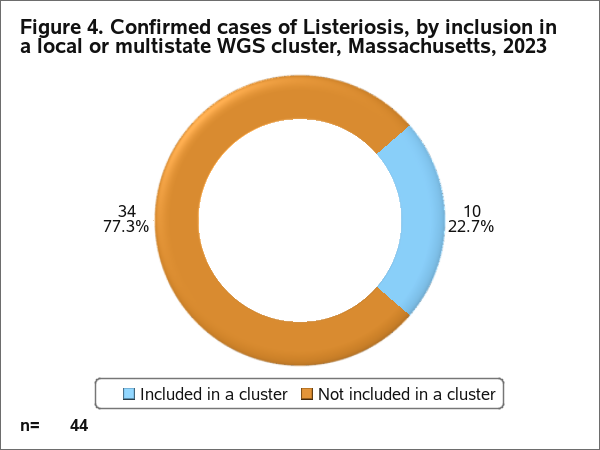 Figure 4. Confirmed cases of Listeriosis, by inclusion in
a local or multistate WGS cluster, Massachusetts, 2023
34
77.3%
10
22.7%
Included in a cluster Not included in a cluster
n= 44